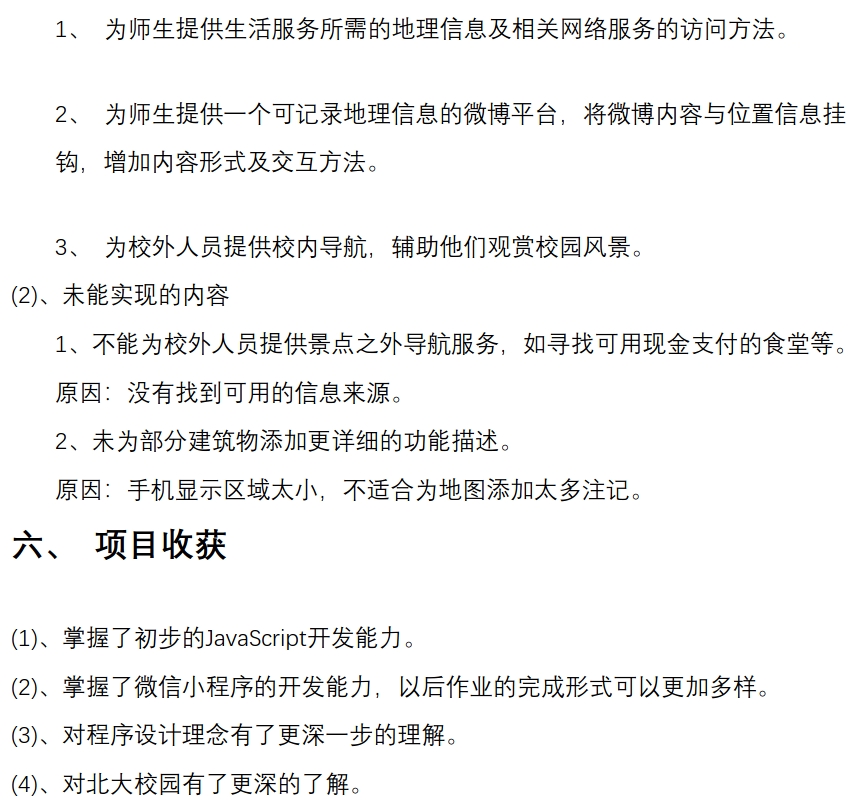 1、 为师生提供生活服务所需的地理信息及相关网络服务的访问方法。
2、 为师生提供一个可记录地理信息的微博平台，将微博内容与位置信息挂
钩，增加内容形式及交互方法。
3、 为校外人员提供校内导航，辅助他们观赏校园风景。
(2)、未能实现的内容
1、不能为校外人员提供景点之外导航服务，如寻找可用现金支付的食堂等。
原因：没有找到可用的信息来源。
2、未为部分建筑物添加更详细的功能描述。
原因：手机显示区域太小，不适合为地图添加太多注记。
六、 项目收获
(1)、掌握了初步的JavaScript开发能力。
(2)、掌握了微信小程序的开发能力，以后作业的完成形式可以更加多样。
(3)、对程序设计理念有了更深一步的理解。
(4)、对北大校园有了更深的了解。